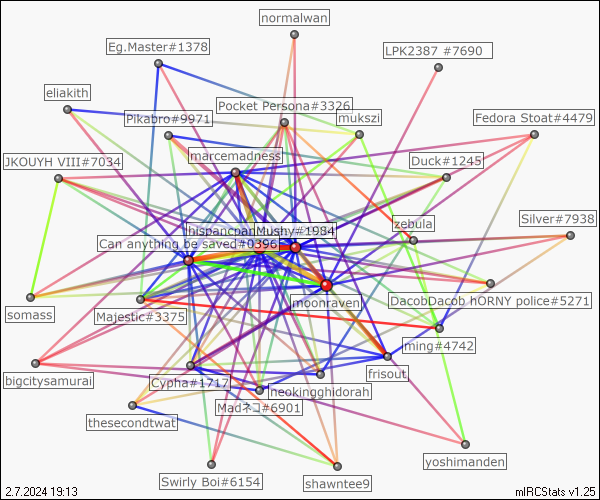 normalwan
Eg.Master#1378
LPK2387 #7690
eliakith
Pocket Persona#3326
Pikabro#9971
mukszi
Fedora Stoat#4479
marcemadness
JKOUYH VIII#7034
Duck#1245
Silver#7938
zebula
Mushy#1984
Can anything be saved#0396
moonraven
DacobDacob hORNY police#5271
somass
Majestic#3375
ming#4742
frisout,
bigcitysamurai
Cypha#1717
neokingghidorah
Madネコ#6901
thesecondtwat
yoshimanden
Swirly Boi#6154
shawntee9
2.7.2024 19:13
mIRCStats v1.25